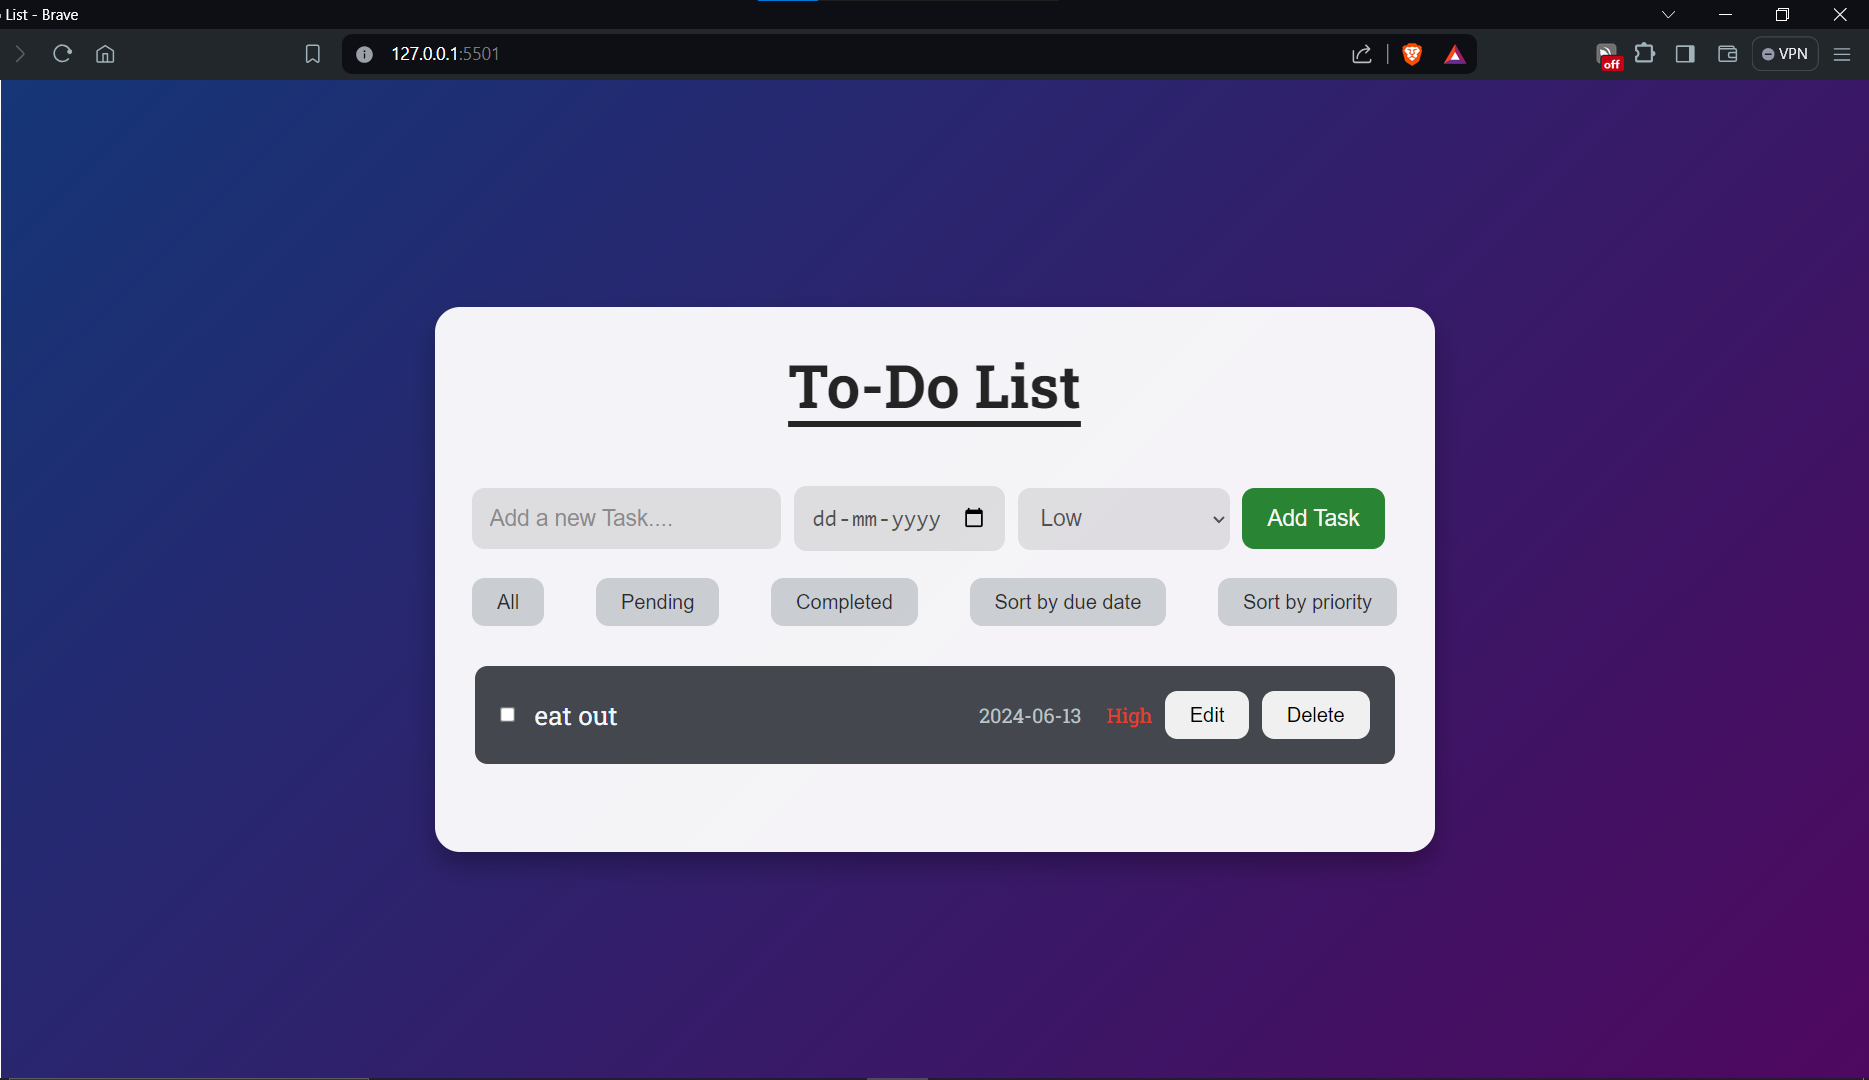 List - Brave
127.0.0.1:5501
off
VPN
To-Do List
Add a new Task....
dd-mm-yyyy
Low
Add Task
All
Pending
Completed
Sort by due date
Sort by priority
eat out
2024-06-13
High
Edit
Delete